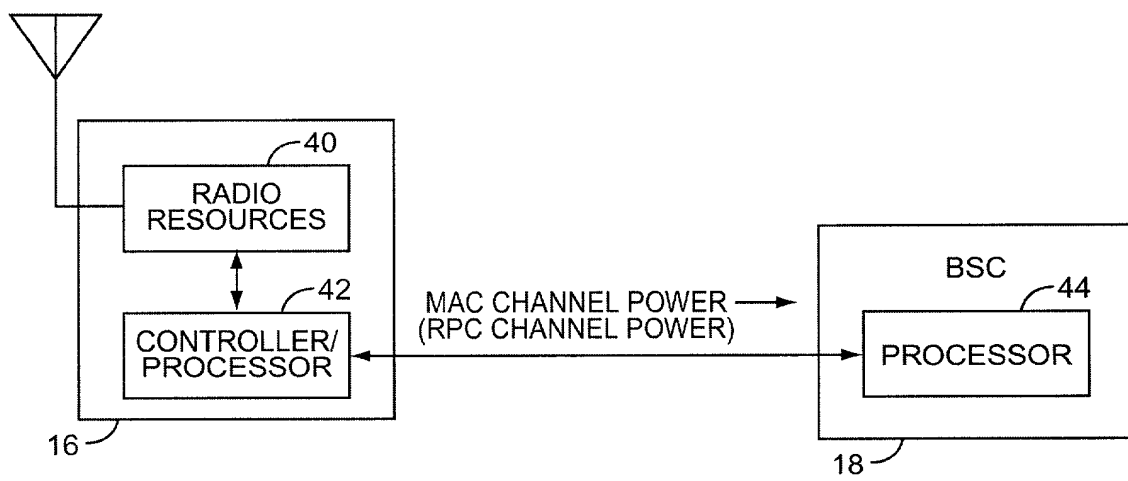 40
RADIO
RESOURCES
42
CONTROLLER/
PROCESSOR
16
MAC CHANNEL POWER
(RPC CHANNEL POWER)
BSC
44
PROCESSOR
18